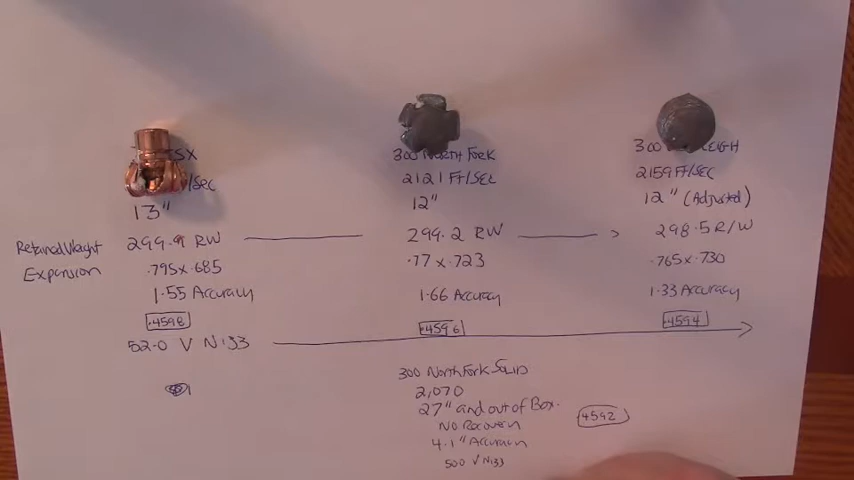 SX
/Sec
13"
Retained Weight
299.9 RW
Expansion
.795x.685
1.55 Accuracy
.4598
52.0 V N133
300 North Fork
2121 FT/SEC
12"
299.2 RW
.77 x.723
1.66 Accuracy
.4596
300 LEIGH
2159 FT/SEC
12" (Adjusted)
298.5 R/W
.765x.730
1.33 Accuracy
.4594
300 North Fork Solid
2,070
27" and out of Box.
No Recovery
4.1" Accuracy
500 V N133
.4592